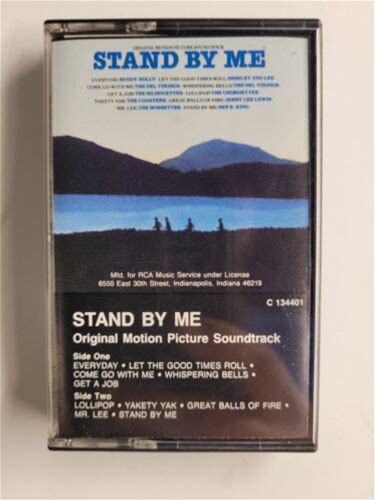 ORIGINAL MOTION PICTURE SOUNDTRACK
STAND BY ME
EVERYDAY/BUDDY HOLLY · LET THE GOOD TIMES ROLL/SHIRLEY AND LEE
COME GO WITH ME/THE DEL VIKINGS · WHISPERING BELLS/THE DEL VIKINGS
GET A JOB/THE SILHOUETTES · LOLLIPOP/THE CHORDETTES
YAKETY YAK/THE COASTERS · GREAT BALLS OF FIRE/JERRY LEE LEWIS
MR. LEE/THE BOBBETTES · STAND BY ME/BEN E. KING
Mfd. for RCA Music Service under License
6550 East 30th Street, Indianapolis, Indiana 46219
C 134401
STAND BY ME
Original Motion Picture Soundtrack
Side One
EVERYDAY • LET THE GOOD TIMES ROLL •
COME GO WITH ME • WHISPERING BELLS •
GET A JOB
Side Two
LOLLIPOP • YAKETY YAK • GREAT BALLS OF FIRE •
MR. LEE • STAND BY ME